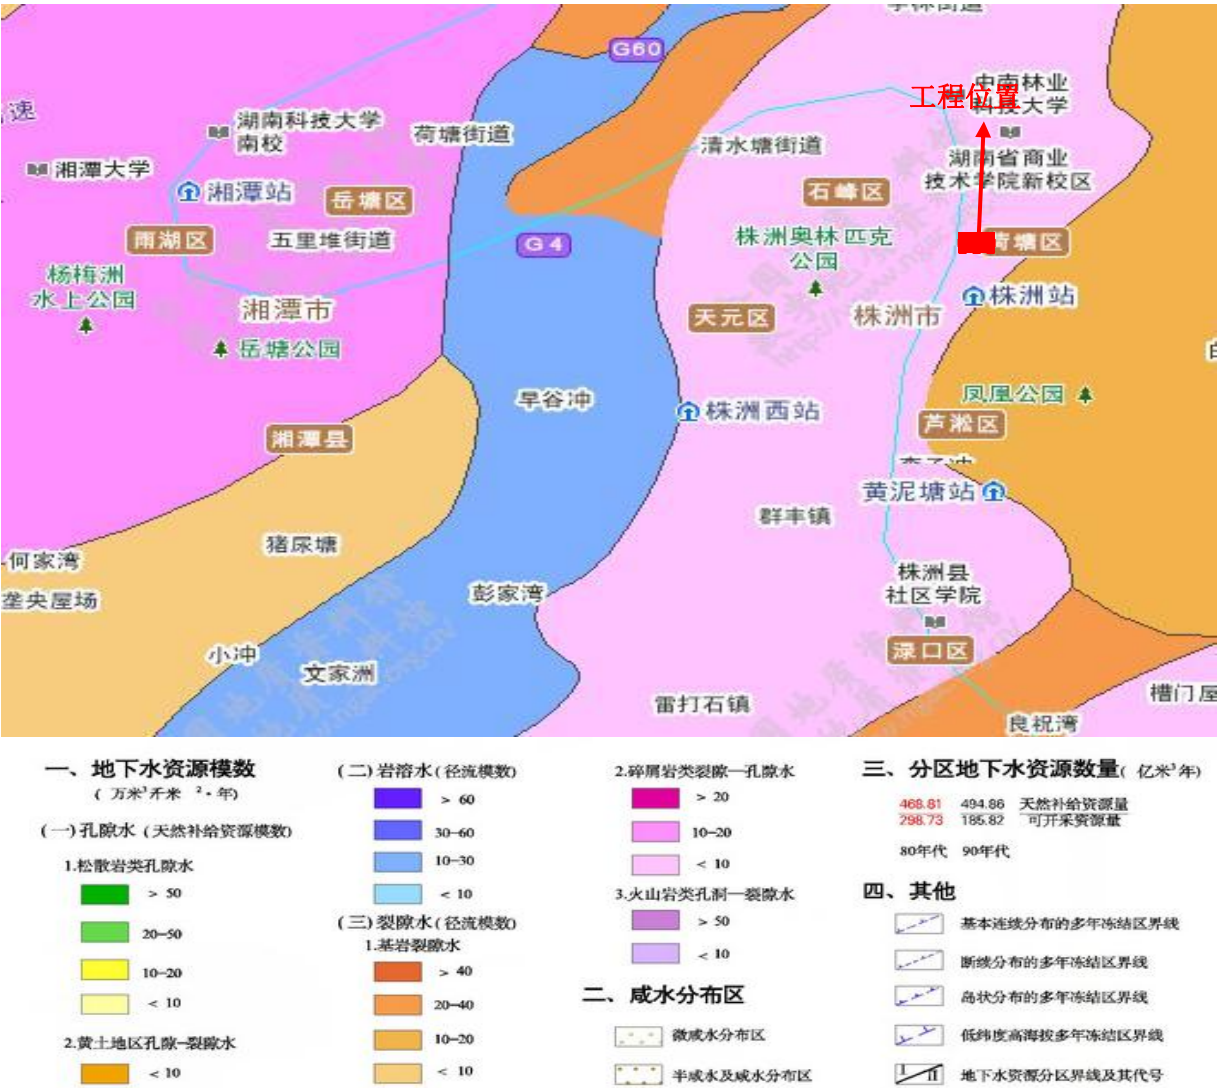 G60
中南林业
科技大学
工程位置
速
湖南科技大学
南校
荷塘街道
清水塘街道
湖南省商业
技术学院新校区
湘潭大学
湘潭站
岳塘区
石峰区
雨湖区
五里堆街道
G4
株洲奥林匹克
公园
荷塘区
杨梅洲
水上公园
湘潭市
天元区
株洲市
株洲站
岳塘公园
早谷冲
株洲西站
凤凰公园
湘潭县
芦淞区
黄泥塘站
群丰镇
猪尿塘
何家湾
垄央屋场
彭家湾
株洲县
社区学院
小冲
文家洲
渌口区
雷打石镇
槽门屋
良祝湾
一、地下水资源模数
( 万米³/千米 ²·年)
(一)孔隙水 (天然补给资源模数)
1.松散岩类孔隙水
> 50
20-50
10-20
< 10
2.黄土地区孔隙-裂隙水
< 10
(二)岩溶水(径流模数)
> 60
30-60
10-30
< 10
(三)裂隙水(径流模数)
1.基岩裂隙水
> 40
20-40
10-20
< 10
2.碎屑岩类裂隙—孔隙水
> 20
10-20
< 10
3.火山岩类孔洞—裂隙水
> 50
< 10
二、咸水分布区
微咸水分布区
半咸水及咸水分布区
三、分区地下水资源数量( 亿米³年)
468.81 494.86 天然补给资源量
298.73 185.82 可开采资源量
80年代 90年代
四、其他
基本连续分布的多年冻结区界线
断续分布的多年冻结区界线
岛状分布的多年冻结区界线
低纬度高海拔多年冻结区界线
I II 地下水资源分区界线及其代号